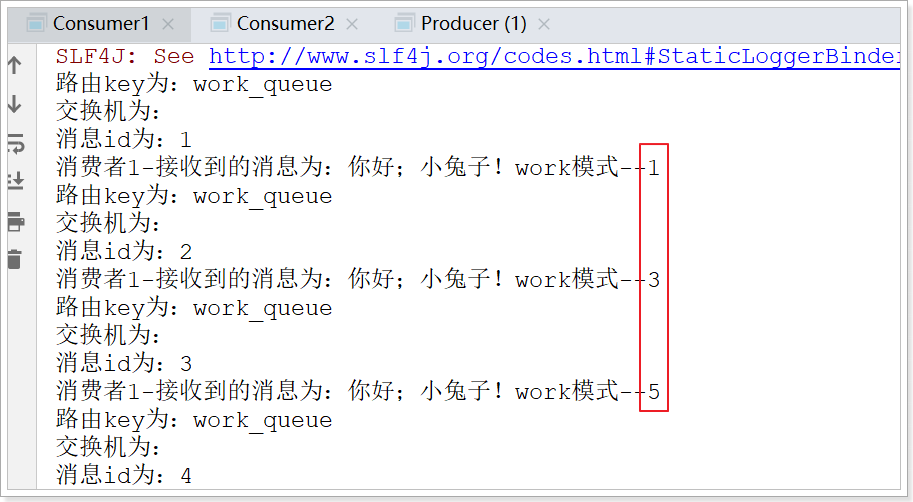 Consumer1 Consumer2 Producer (1)
SLF4J: See http://www.slf4j.org/codes.html#StaticLoggerBinder
路由key为：work_queue
交换机为：
消息id为：1
消费者1-接收到的消息为：你好；小兔子！work模式--1
路由key为：work_queue
交换机为：
消息id为：2
消费者1-接收到的消息为：你好；小兔子！work模式--3
路由key为：work_queue
交换机为：
消息id为：3
消费者1-接收到的消息为：你好；小兔子！work模式--5
路由key为：work_queue
交换机为：
消息id为：4